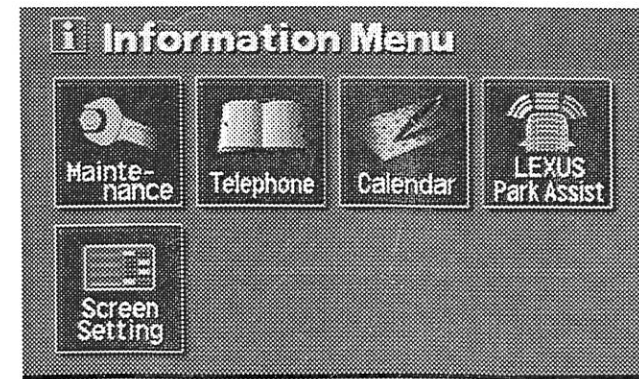 i Information Menu
Mainte-
nance
Telephone
Calendar
LEXUS
Park Assist
Screen
Setting